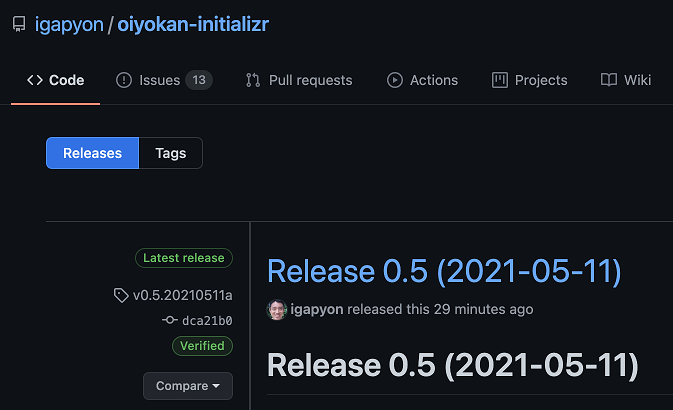 igapyon / oiyokan-initializr
Code Issues 13 Pull requests Actions Projects Wiki
Releases Tags
Latest release
v0.5.20210511a
dca21b0
Verified
Compare
Release 0.5 (2021-05-11)
igapyon released this 29 minutes ago
Release 0.5 (2021-05-11)